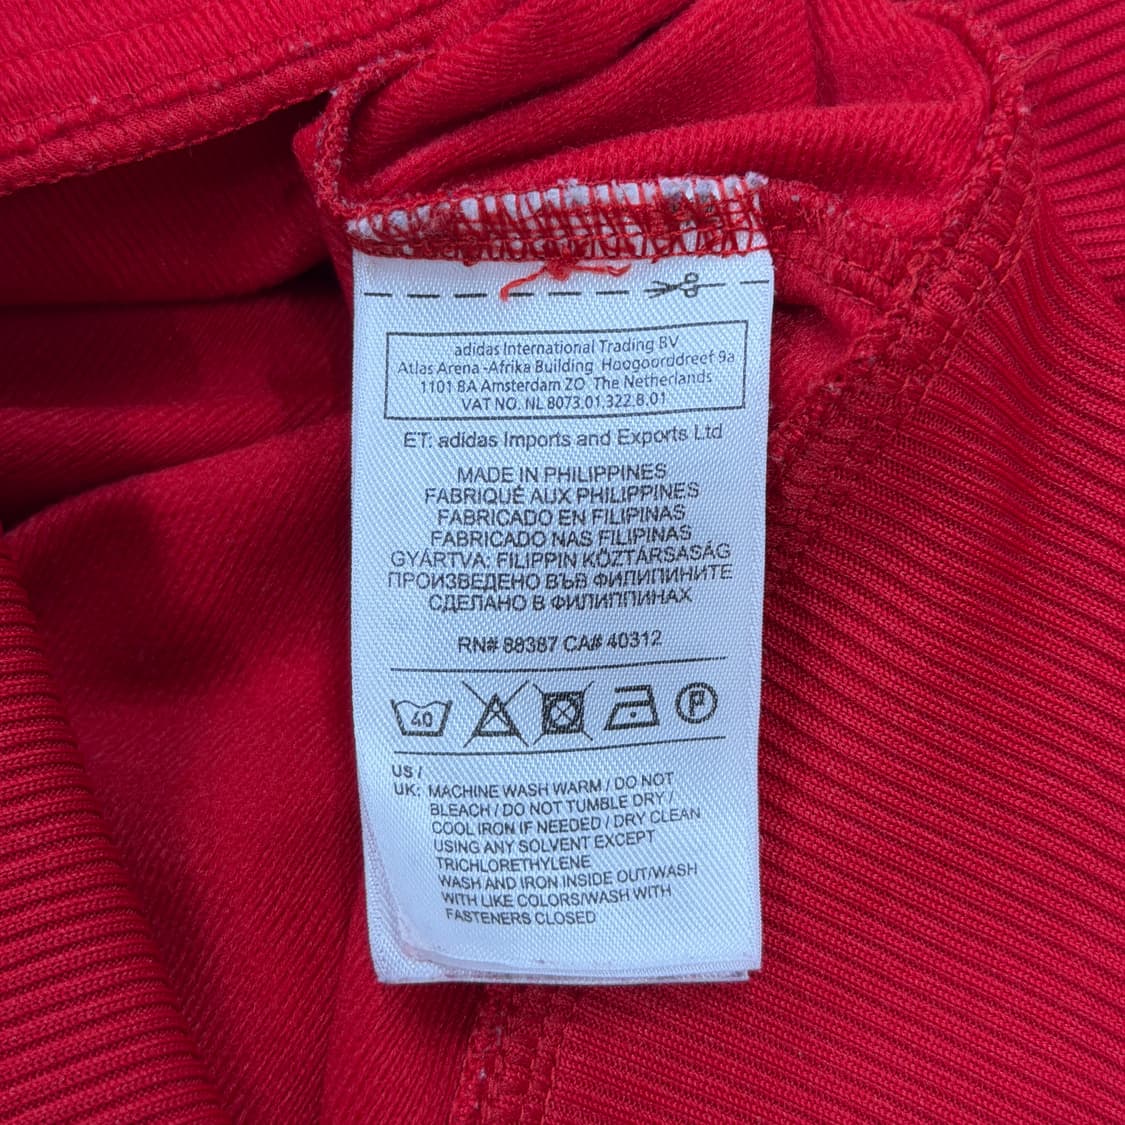 adidas International Trading BV
Atlas Arena -Afrika Building Hoogoorddreef 9a
1101 BA Amsterdam ZO The Netherlands
VAT NO. NL 8073.01.322.B.01
ET: adidas Imports and Exports Ltd
MADE IN PHILIPPINES
FABRIQUÉ AUX PHILIPPINES
FABRICADO EN FILIPINAS
FABRICADO NAS FILIPINAS
GYÁRTVA: FILIPPIN KÖZTÁRSASÁG
ПРОИЗВЕДЕНО ВЪВ ФИЛИПИНИТЕ
СДЕЛАНО В ФИЛИППИНАХ
RN# 88387 CA# 40312
40 P
US /
UK: MACHINE WASH WARM / DO NOT
BLEACH / DO NOT TUMBLE DRY /
COOL IRON IF NEEDED / DRY CLEAN
USING ANY SOLVENT EXCEPT
TRICHLORETHYLENE
WASH AND IRON INSIDE OUT/WASH
WITH LIKE COLORS/WASH WITH
FASTENERS CLOSED